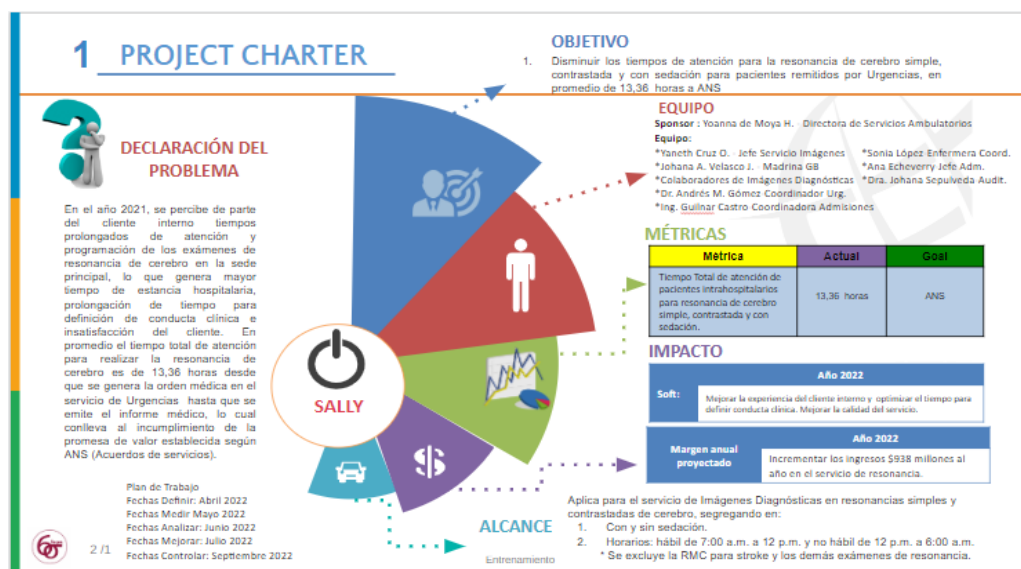 1 PROJECT CHARTER
OBJETIVO
1. Disminuir los tiempos de atención para la resonancia de cerebro simple,
contrastada y con sedación para pacientes remitidos por Urgencias, en
promedio de 13,36 horas a ANS
DECLARACIÓN DEL
PROBLEMA
En el año 2021, se percibe de parte
del cliente interno tiempos
prolongados de atención y
programación de los exámenes de
resonancia de cerebro en la sede
principal, lo que genera mayor
tiempo de estancia hospitalaria,
prolongación de tiempo para
definición de conducta clínica e
insatisfacción del cliente. En
promedio el tiempo total de atención
para realizar la resonancia de
cerebro es de 13,36 horas desde
que se genera la orden médica en el
servicio de Urgencias hasta que se
emite el informe médico, lo cual
conlleva al incumplimiento de la
promesa de valor establecida según
ANS (Acuerdos de servicios).
Plan de Trabajo
Fechas Definir: Abril 2022
Fechas Medir Mayo 2022
Fechas Analizar: Junio 2022
Fechas Mejorar: Julio 2022
Fechas Controlar: Septiembre 2022
2 /1
SALLY
EQUIPO
Sponsor : Yoanna de Moya H. Directora de Servicios Ambulatorios
Equipo:
*Yaneth Cruz O. - Jefe Servicio Imágenes *Sonia López-Enfermera Coord.
*Johana A. Velasco J. - Madrina GB *Ana Echeverry Jefe Adm.
*Colaboradores de Imágenes Diagnósticas *Dra. Johana Sepulveda Audit.
*Dr. Andrés M. Gómez Coordinador Urg.
*Ing. Guilnar Castro Coordinadora Admisiones
MÉTRICAS
Métrica Actual Goal
Tiempo Total de atención de
pacientes intrahospitalarios
para resonancia de cerebro
simple, contrastada y con
sedación.
13,36 horas ANS
IMPACTO
Año 2022
Soft: Mejorar la experiencia del cliente interno y optimizar el tiempo para
definir conducta clínica. Mejorar la calidad del servicio.
Margen anual
proyectado
Año 2022
Incrementar los ingresos $938 millones al
año en el servicio de resonancia.
ALCANCE
Entrenamiento
Aplica para el servicio de Imágenes Diagnósticas en resonancias simples y
contrastadas de cerebro, segregando en:
1. Con y sin sedación.
2. Horarios: hábil de 7:00 a.m. a 12 p.m. y no hábil de 12 p.m. a 6:00 a.m.
* Se excluye la RMC para stroke y los demás exámenes de resonancia.